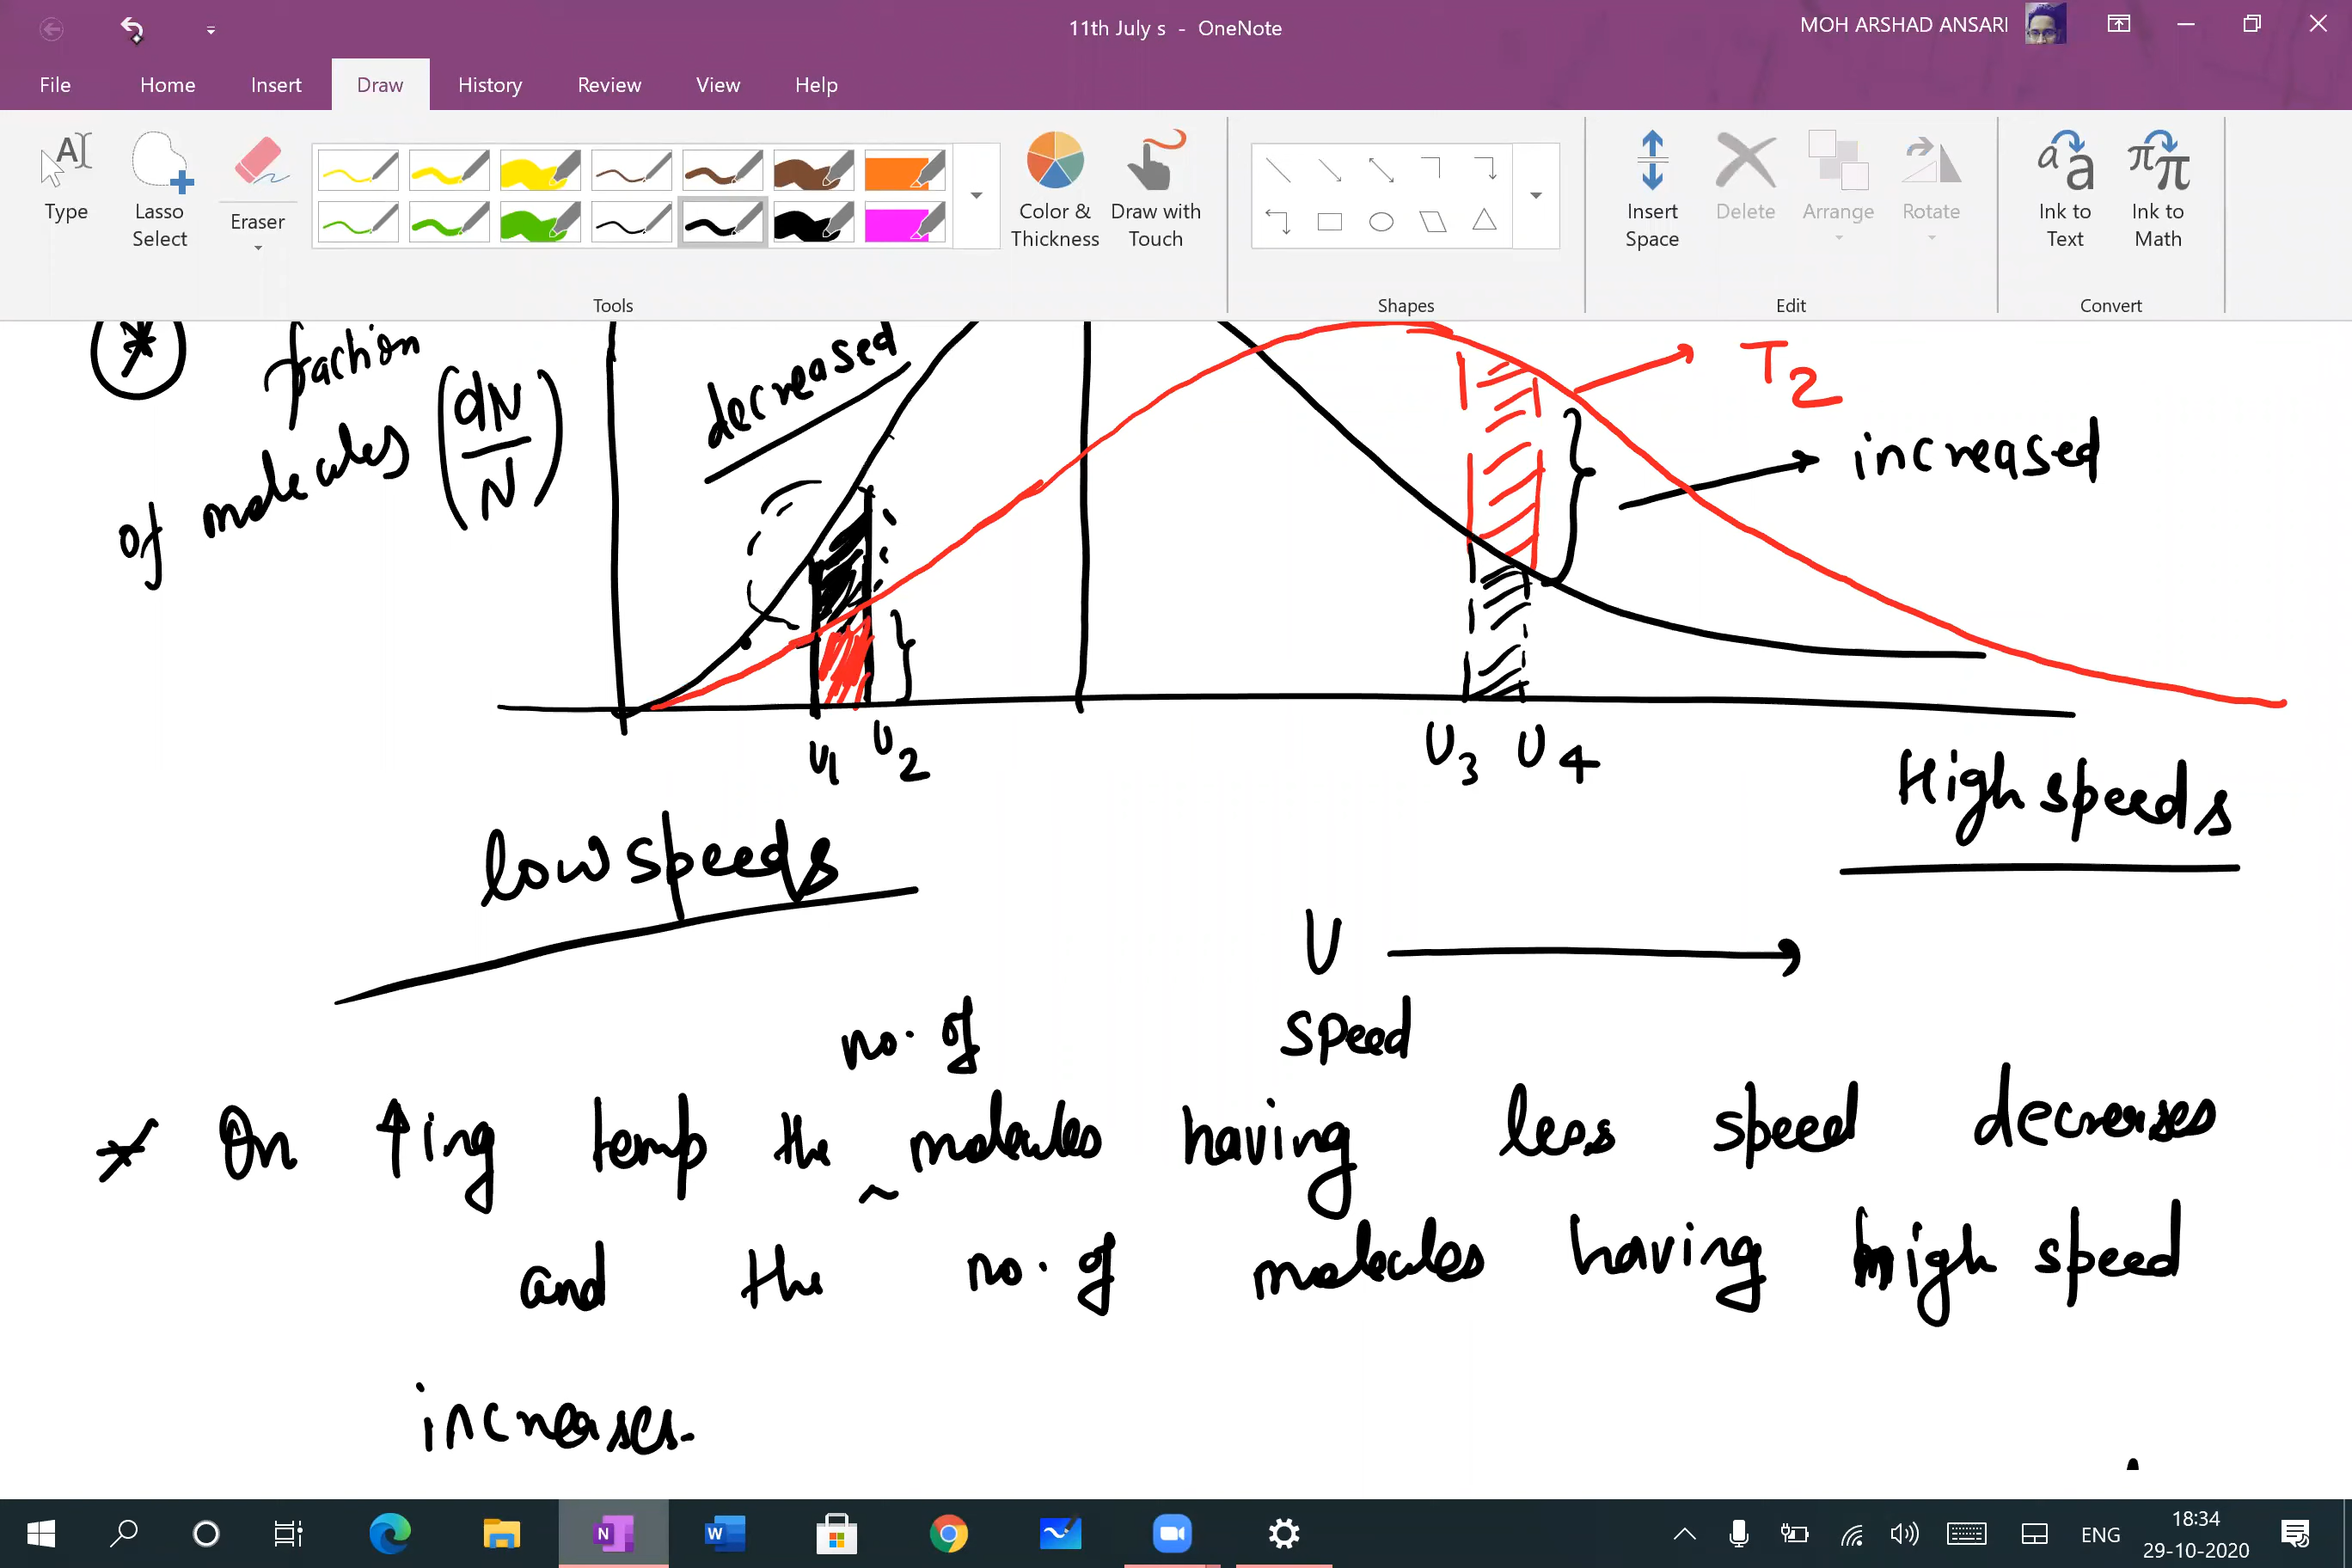 11th July s - OneNote
MOH ARSHAD ANSARI
File Home Insert Draw History Review View Help
Type
Lasso Select
Eraser
Color & Thickness
Draw with Touch
Insert Space
Delete
Arrange
Rotate
Ink to Text
Ink to Math
Tools
Shapes
Edit
Convert
* fraction
of molecules (dN/N)
decreased
T2
increased
U1 U2
U3 U4
low speeds
High speeds
U
speed
no. of
* On ↑ing temp the molecules having less speed decreases
and the no. of molecules having high speed
increases.
ENG
18:34
29-10-2020